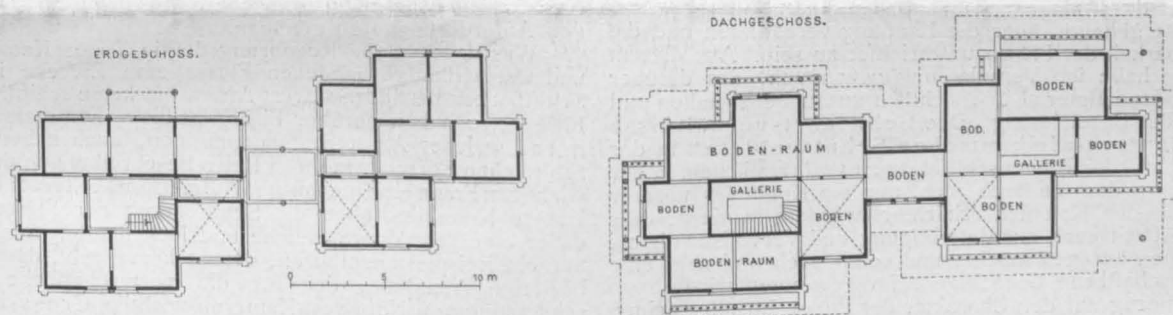 ERDGESCHOSS.
DACHGESCHOSS.
BODEN
BOD.
BODEN
GALLERIE
BODEN-RAUM
BODEN
GALLERIE
BODEN
BODEN
BODEN
BODEN-RAUM
0 5 10 m